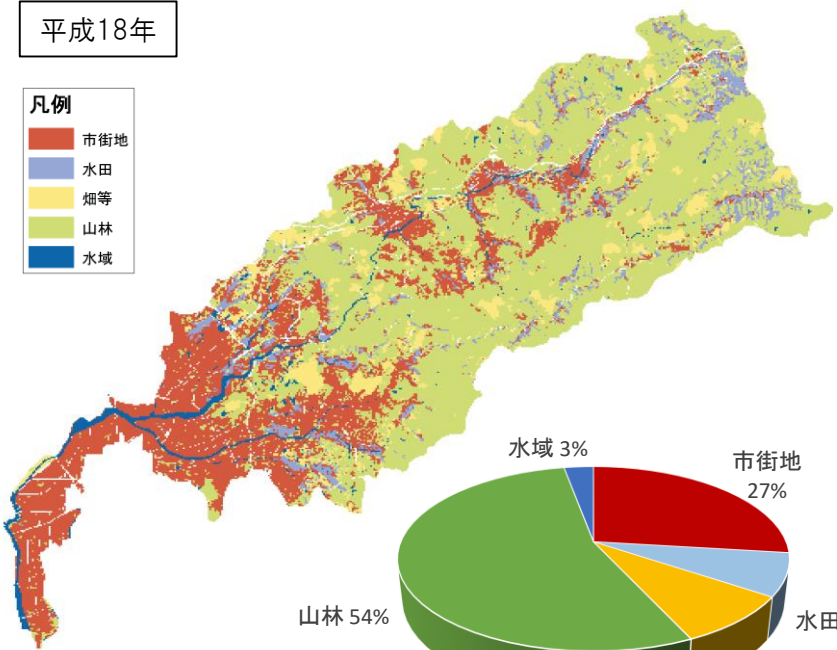 平成18年
凡例
市街地
水田
畑等
山林
水域
水域 3%
市街地
27%
山林 54%
水田